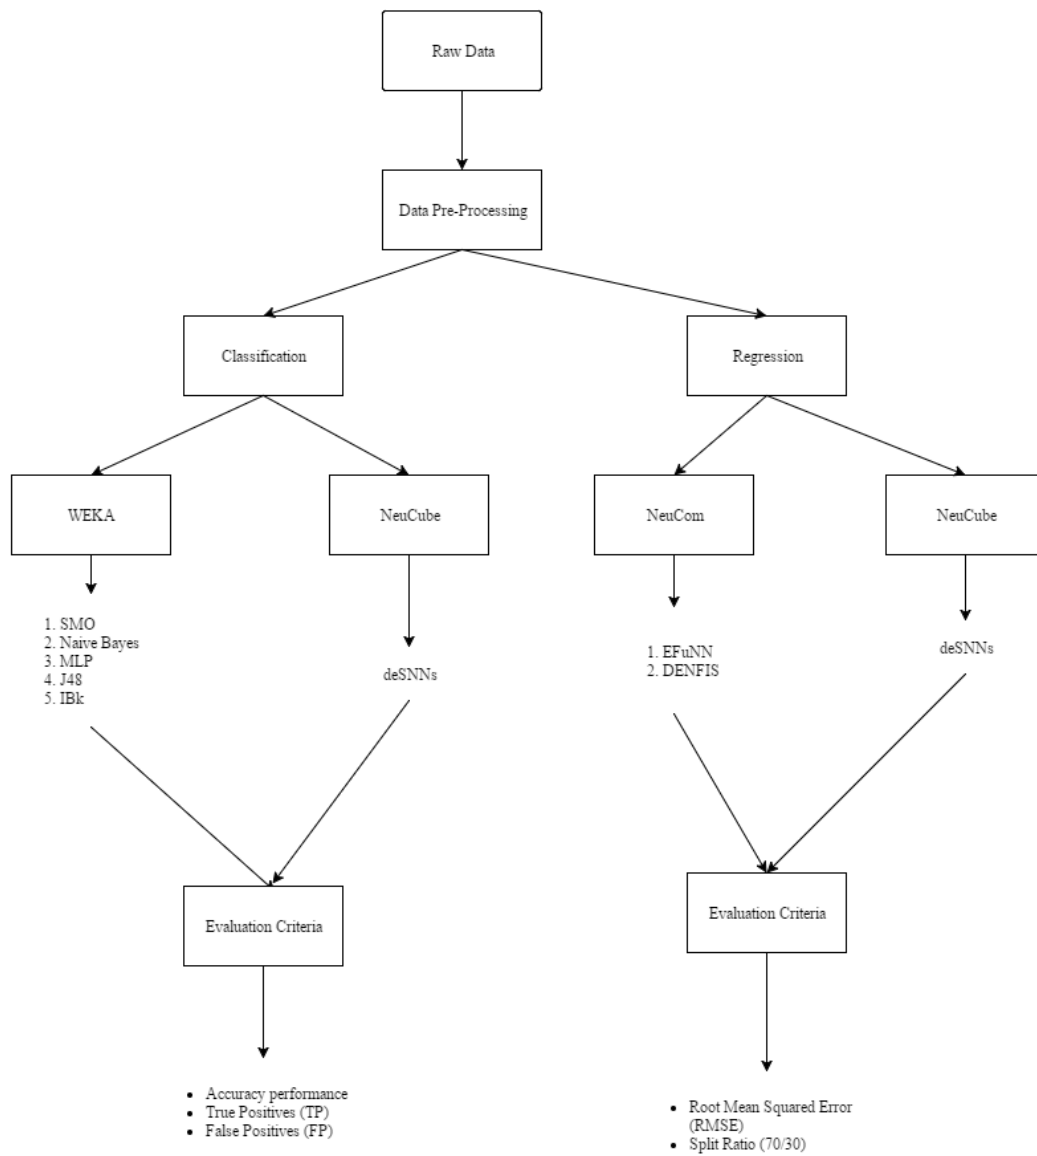 Raw Data
Data Pre-Processing
Classification
Regression
WEKA
NeuCube
NeuCom
NeuCube
1. SMO
2. Naive Bayes
3. MLP
4. J48
5. IBk
deSNNs
1. EFuNN
2. DENFIS
deSNNs
Evaluation Criteria
Evaluation Criteria
• Accuracy performance
• True Positives (TP)
• False Positives (FP)
• Root Mean Squared Error
(RMSE)
• Split Ratio (70/30)